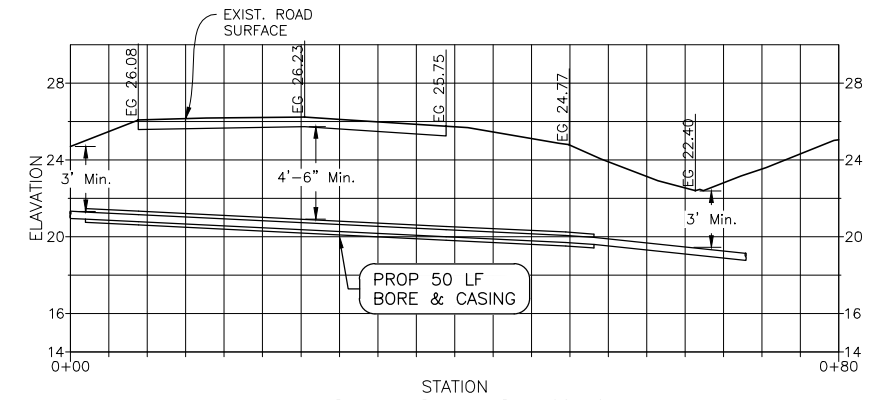 EXIST. ROAD
SURFACE
EG 26.08
EG 26.23
EG 25.75
EG 24.77
EG 22.40
28
28
24
24
20
20
16
16
14
14
ELAVATION
3' Min.
4'-6" Min.
3' Min.
PROP 50 LF
BORE & CASING
0+00
0+80
STATION